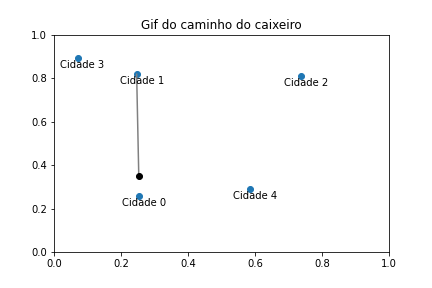 Gif do caminho do caixeiro
1.0
Cidade 3
0.8
Cidade 1
Cidade 2
0.6
0.4
Cidade 4
0.2
Cidade 0
0.0
0.0 0.2 0.4 0.6 0.8 1.0